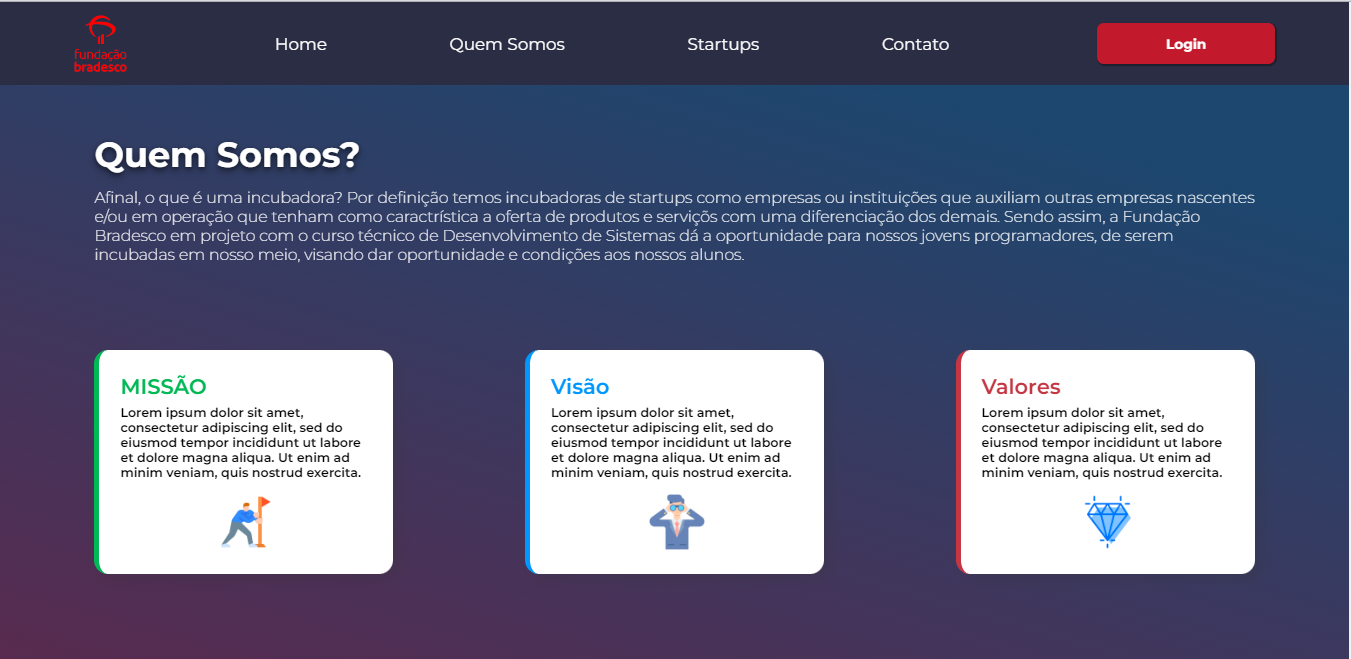 fundação
bradesco
Home
Quem Somos
Startups
Contato
Login
Quem Somos?
Afinal, o que é uma incubadora? Por definição temos incubadoras de startups como empresas ou instituições que auxiliam outras empresas nascentes
e/ou em operação que tenham como caractrística a oferta de produtos e serviçõs com uma diferenciação dos demais. Sendo assim, a Fundação
Bradesco em projeto com o curso técnico de Desenvolvimento de Sistemas dá a oportunidade para nossos jovens programadores, de serem
incubadas em nosso meio, visando dar oportunidade e condições aos nossos alunos.
MISSÃO
Lorem ipsum dolor sit amet,
consectetur adipiscing elit, sed do
eiusmod tempor incididunt ut labore
et dolore magna aliqua. Ut enim ad
minim veniam, quis nostrud exercita.
Visão
Lorem ipsum dolor sit amet,
consectetur adipiscing elit, sed do
eiusmod tempor incididunt ut labore
et dolore magna aliqua. Ut enim ad
minim veniam, quis nostrud exercita.
Valores
Lorem ipsum dolor sit amet,
consectetur adipiscing elit, sed do
eiusmod tempor incididunt ut labore
et dolore magna aliqua. Ut enim ad
minim veniam, quis nostrud exercita.